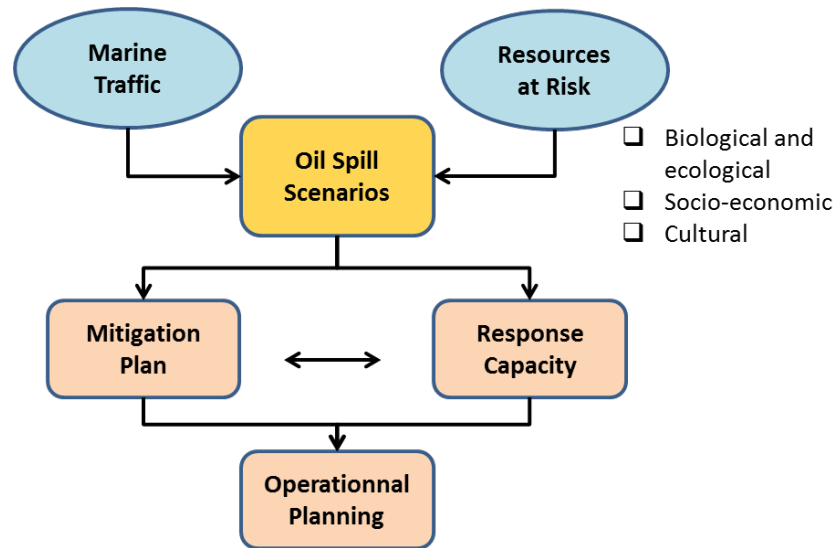 Marine
Traffic
Resources
at Risk
Oil Spill
Scenarios
❑ Biological and
ecological
❑ Socio-economic
❑ Cultural
Mitigation
Plan
Response
Capacity
Operationnal
Planning